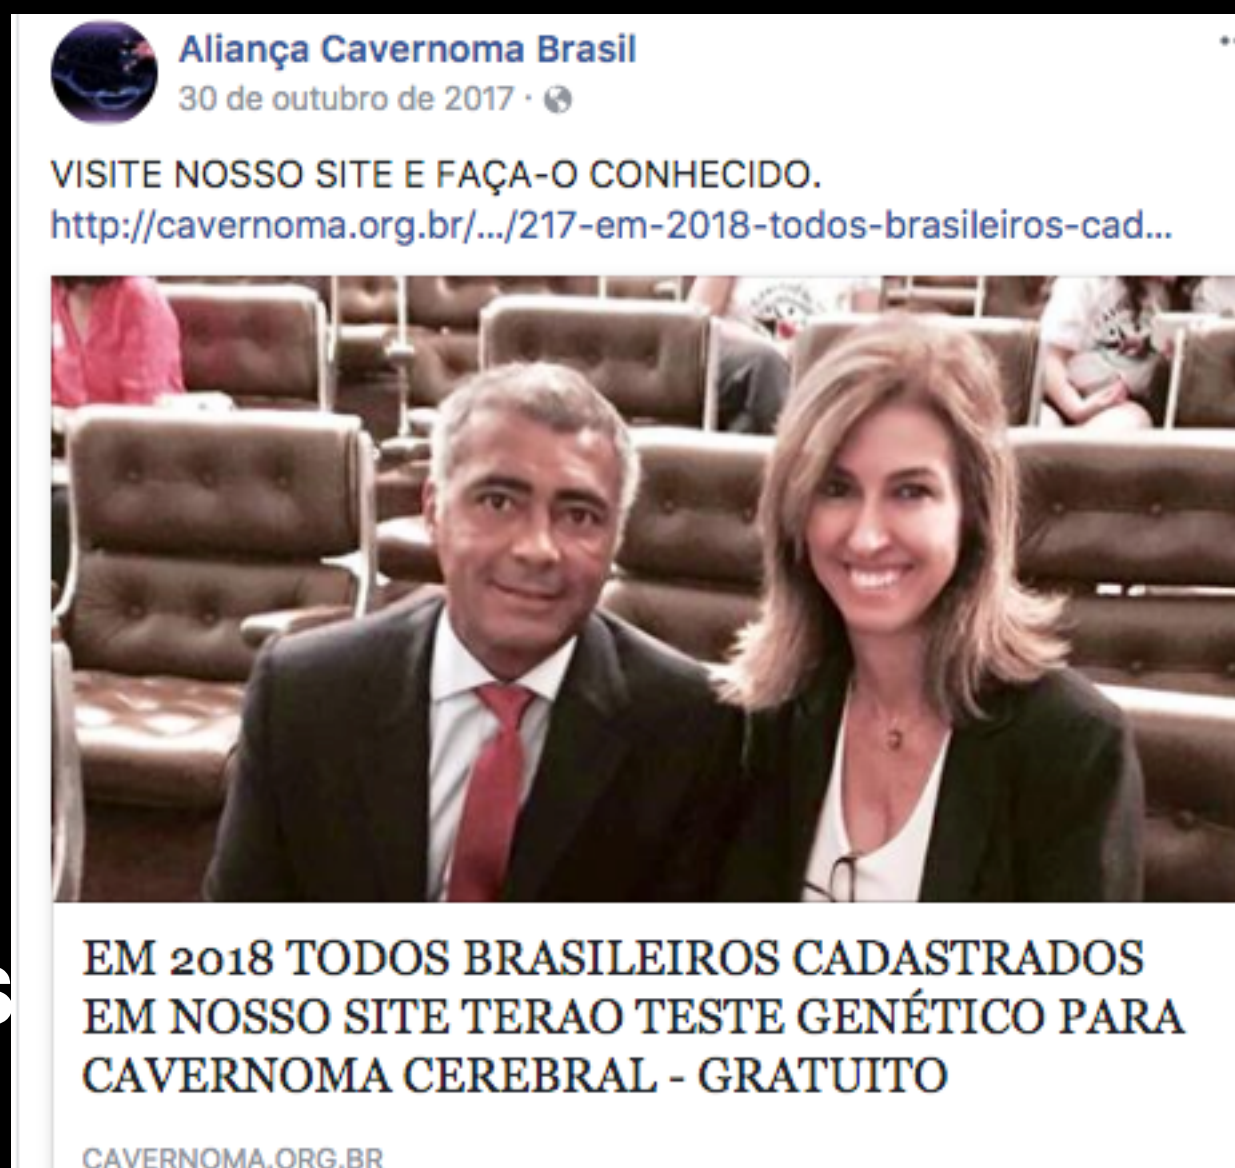 Aliança Cavernoma Brasil
30 de outubro de 2017 ·
VISITE NOSSO SITE E FAÇA-O CONHECIDO.
http://cavernoma.org.br/.../217-em-2018-todos-brasileiros-cad...
EM 2018 TODOS BRASILEIROS CADASTRADOS
EM NOSSO SITE TERAO TESTE GENÉTICO PARA
CAVERNOMA CEREBRAL - GRATUITO
CAVERNOMA.ORG.BR